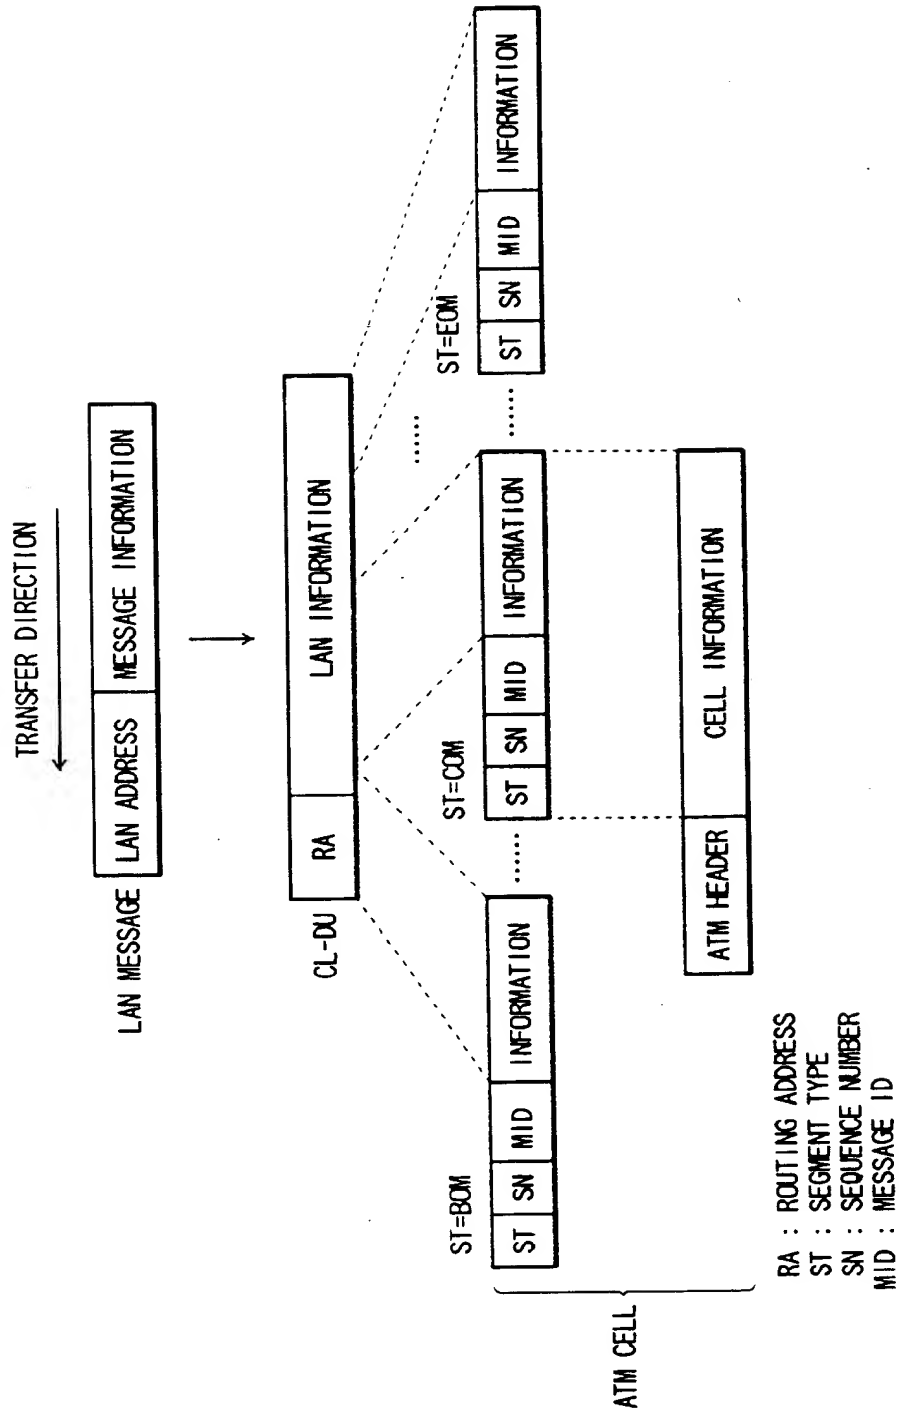 TRANSFER DIRECTION
LAN MESSAGE LAN ADDRESS MESSAGE INFORMATION
RA LAN INFORMATION
CL-DU
......
ST=BOM ST=COM ST=EOM
ST SN MID INFORMATION ...... ST SN MID INFORMATION ...... ST SN MID INFORMATION
ATM CELL
ATM HEADER CELL INFORMATION
RA : ROUTING ADDRESS
ST : SEGMENT TYPE
SN : SEQUENCE NUMBER
MID : MESSAGE ID